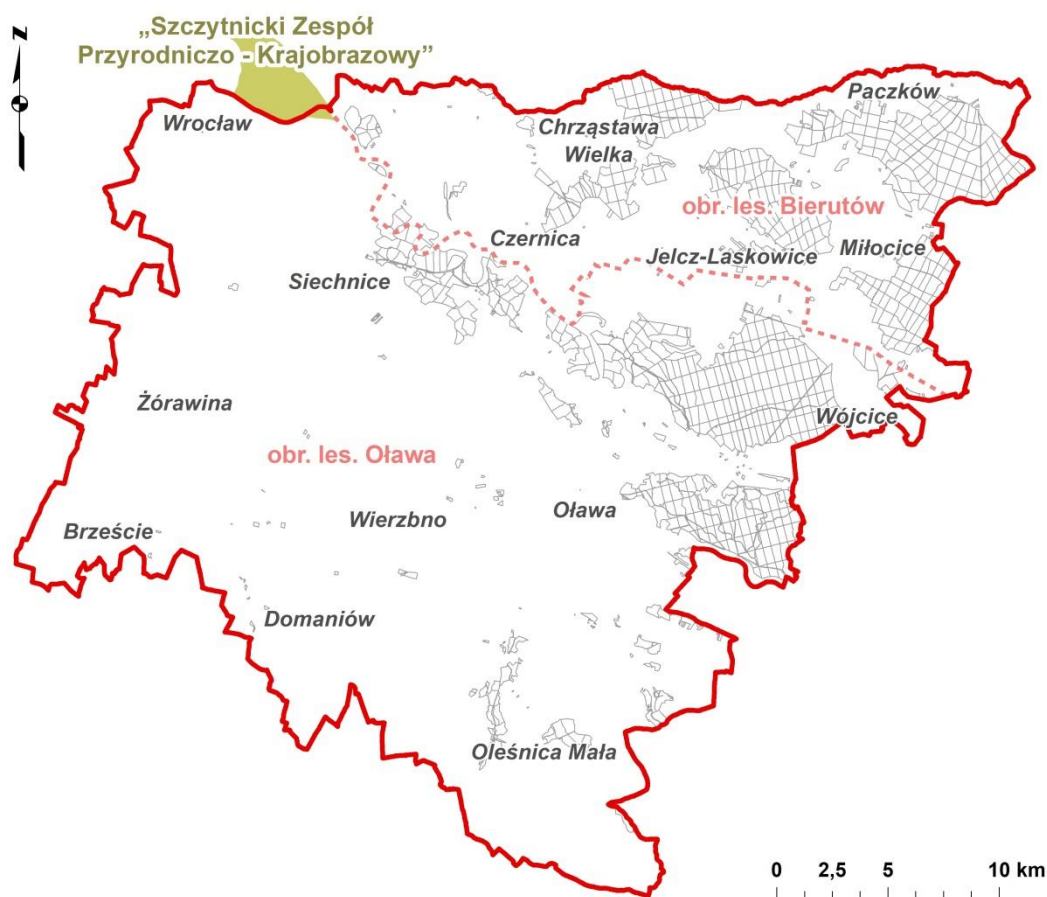 „Szczytnicki Zespół
Przyrodniczo - Krajobrazowy”
N
Paczków
Wrocław
Chrząstawa
Wielka
obr. les. Bierutów
Czernica
Miłocice
Jelcz-Laskowice
Siechnice
Żórawina
Wójcice
obr. les. Oława
Wierzbno
Oława
Brzeście
Domaniów
Oleśnica Mała
0 2,5 5 10 km